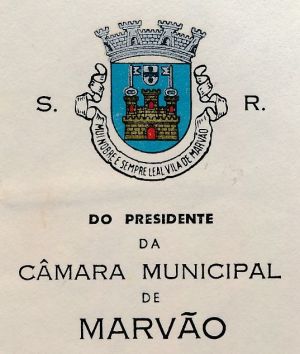 S. R.
MUI NOBRE E SEMPRE LEAL VILA DE MARVÃO
DO PRESIDENTE
DA
CÂMARA MUNICIPAL
DE
MARVÃO